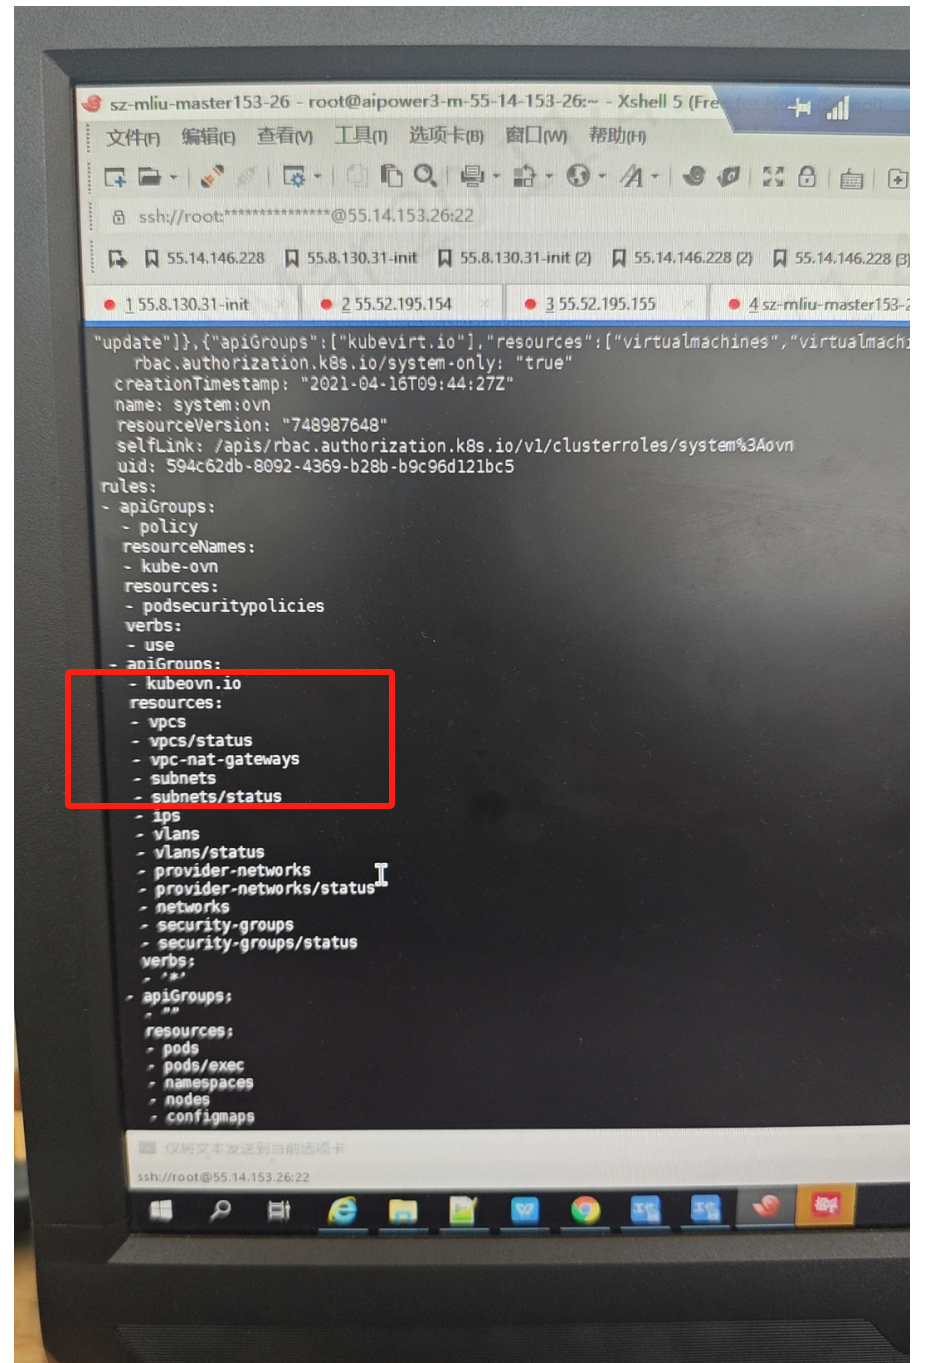 sz-mliu-master153-26 - root@aipower3-m-55-14-153-26:~ - Xshell 5 (Fre
文件(F) 编辑(E) 查看(V) 工具(T) 选项卡(B) 窗口(W) 帮助(H)
ssh://root:***************@55.14.153.26:22
55.14.146.228 55.8.130.31-init 55.8.130.31-init (2) 55.14.146.228 (2) 55.14.146.228 (3)
1 55.8.130.31-init 2 55.52.195.154 3 55.52.195.155 4 sz-mliu-master153-2
"update"]},{"apiGroups":["kubevirt.io"],"resources":["virtualmachines","virtualmachi
rbac.authorization.k8s.io/system-only: "true"
creationTimestamp: "2021-04-16T09:44:27Z"
name: system:ovn
resourceVersion: "748987648"
selfLink: /apis/rbac.authorization.k8s.io/v1/clusterroles/system%3Aovn
uid: 594c62db-8092-4369-b28b-b9c96d121bc5
rules:
- apiGroups:
- policy
resourceNames:
- kube-ovn
resources:
- podsecuritypolicies
verbs:
- use
- apiGroups:
- kubeovn.io
resources:
- vpcs
- vpcs/status
- vpc-nat-gateways
- subnets
- subnets/status
- ips
- vlans
- vlans/status
- provider-networks
- provider-networks/status
- networks
- security-groups
- security-groups/status
verbs:
- '*'
- apiGroups:
- ""
resources:
- pods
- pods/exec
- namespaces
- nodes
- configmaps
仅将文本发送到当前选项卡
ssh://root@55.14.153.26:22